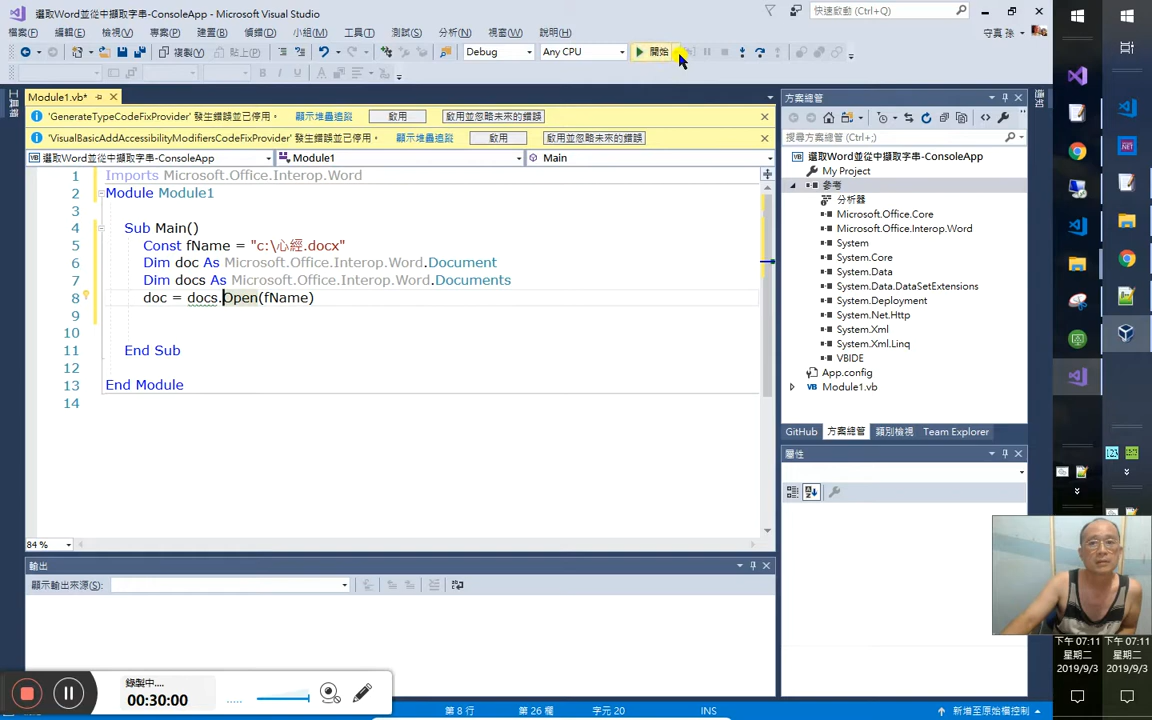 選取Word並從中擷取字串-ConsoleApp - Microsoft Visual Studio
快速啟動 (Ctrl+Q)
檔案(F) 編輯(E) 檢視(V) 專案(P) 建置(B) 偵錯(D) 小組(M) 工具(T) 測試(S) 分析(N) 視窗(W) 說明(H)
守真 孫
複製(W) 貼上(P) Debug Any CPU 開始
Module1.vb*
'GenerateTypeCodeFixProvider' 發生錯誤並已停用。 顯示堆疊追蹤 啟用 啟用並忽略未來的錯誤
'VisualBasicAddAccessibilityModifiersCodeFixProvider' 發生錯誤並已停用。 顯示堆疊追蹤 啟用 啟用並忽略未來的錯誤
選取Word並從中擷取字串-ConsoleApp Module1 Main
1 Imports Microsoft.Office.Interop.Word
2 Module Module1
3
4 Sub Main()
5 Const fName = "c:\心經.docx"
6 Dim doc As Microsoft.Office.Interop.Word.Document
7 Dim docs As Microsoft.Office.Interop.Word.Documents
8 doc = docs.Open(fName)
9
10
11 End Sub
12
13 End Module
14
84 %
輸出
顯示輸出來源(S):
工具箱
方案總管
搜尋方案總管 (Ctrl+;)
選取Word並從中擷取字串-ConsoleApp
My Project
參考
分析器
Microsoft.Office.Core
Microsoft.Office.Interop.Word
System
System.Core
System.Data
System.Data.DataSetExtensions
System.Deployment
System.Net.Http
System.Xml
System.Xml.Linq
VBIDE
App.config
Module1.vb
GitHub 方案總管 類別檢視 Team Explorer
屬性
錄製中...
00:30:00
第 8 行 第 26 欄 字元 20 INS 新增至原始檔控制
下午 07:11 下午 07:11
星期二 星期二
2019/9/3 2019/9/3